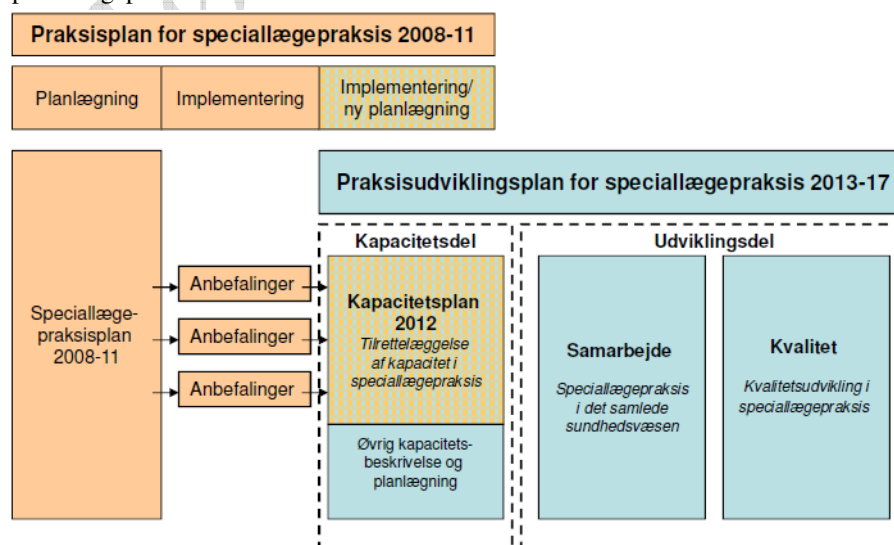 Praksisplan for speciallægepraksis 2008-11
Planlægning
Implementering
Implementering/
ny planlægning
Praksisudviklingsplan for speciallægepraksis 2013-17
Kapacitetsdel
Udviklingsdel
Speciallæge-
praksisplan
2008-11
Anbefalinger
Anbefalinger
Anbefalinger
Kapacitetsplan
2012
Tilrettelæggelse
af kapacitet i
speciallægepraksis
Øvrig kapacitets-
beskrivelse og
planlægning
Samarbejde
Speciallægepraksis
i det samlede
sundhedsvæsen
Kvalitet
Kvalitetsudvikling i
speciallægepraksis